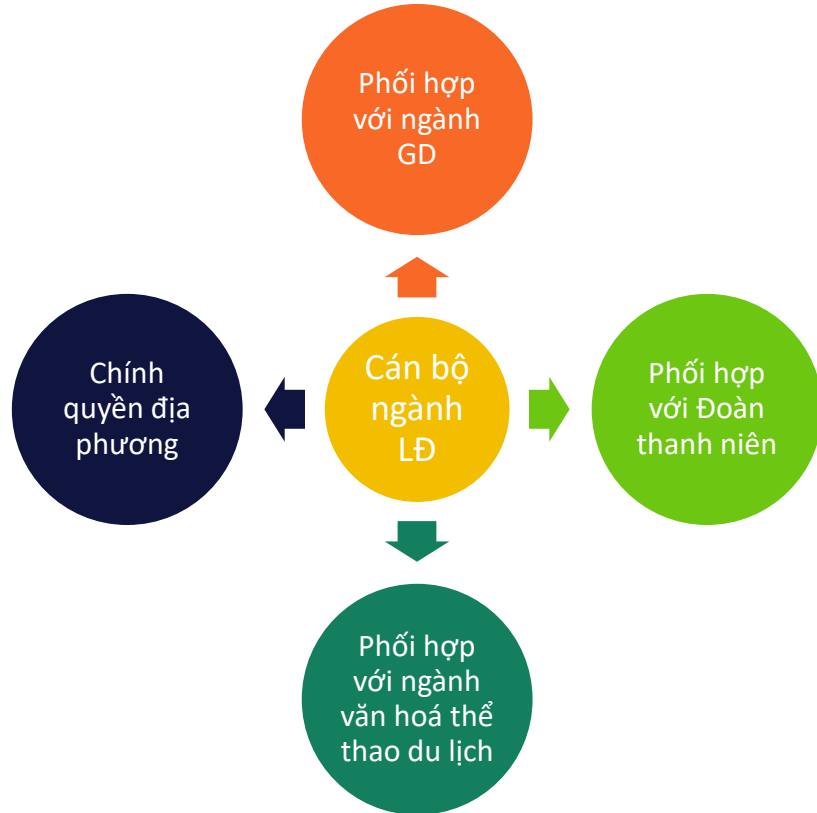 Phối hợp
với ngành
GD
Chính
quyền địa
phương
Cán bộ
ngành
LĐ
Phối hợp
với Đoàn
thanh niên
Phối hợp
với ngành
văn hoá thể
thao du lịch